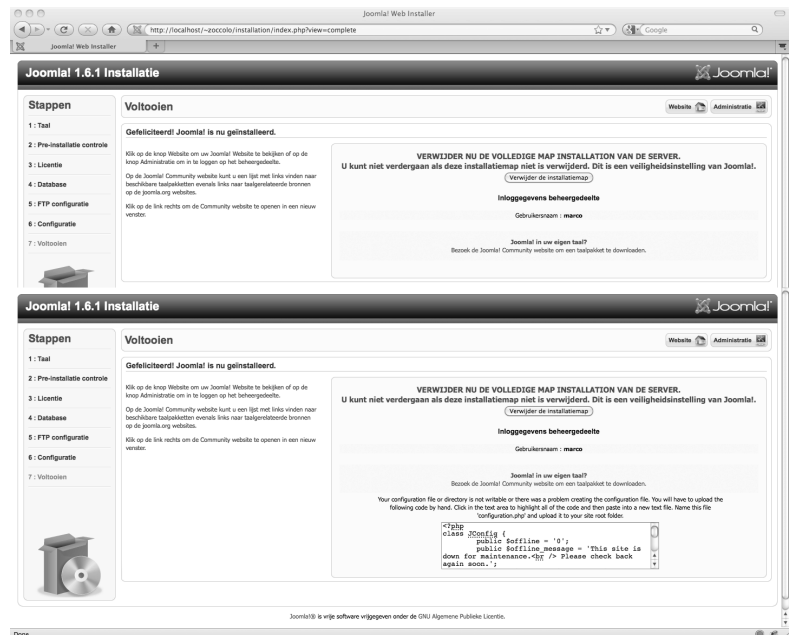 Joomla! Web Installer
http://localhost/~zoccolo/installation/index.php?view=complete
Google
Joomla! Web Installer
+
Joomla! 1.6.1 Installatie
Joomla!
Stappen
1 : Taal
2 : Pre-installatie controle
3 : Licentie
4 : Database
5 : FTP configuratie
6 : Configuratie
7 : Voltooien
Voltooien
Website
Administratie
Gefeliciteerd! Joomla! is nu geïnstalleerd.
Klik op de knop Website om uw Joomla! Website te bekijken of op de
knop Administratie om in te loggen op het beheergedeelte.
Op de Joomla! Community website kunt u een lijst met links vinden naar
beschikbare taalpakketten evenals links naar taalgerelateerde bronnen
op de joomla.org websites.
Klik op de link rechts om de Community website te openen in een nieuw
venster.
VERWIJDER NU DE VOLLEDIGE MAP INSTALLATION VAN DE SERVER.
U kunt niet verdergaan als deze installatiemap niet is verwijderd. Dit is een veiligheidsinstelling van Joomla!.
Verwijder de installatiemap
Inloggegevens beheergedeelte
Gebruikersnaam : marco
Joomla! in uw eigen taal?
Bezoek de Joomla! Community website om een taalpakket te downloaden.
Joomla! 1.6.1 Installatie
Joomla!
Stappen
1 : Taal
2 : Pre-installatie controle
3 : Licentie
4 : Database
5 : FTP configuratie
6 : Configuratie
7 : Voltooien
Voltooien
Website
Administratie
Gefeliciteerd! Joomla! is nu geïnstalleerd.
Klik op de knop Website om uw Joomla! Website te bekijken of op de
knop Administratie om in te loggen op het beheergedeelte.
Op de Joomla! Community website kunt u een lijst met links vinden naar
beschikbare taalpakketten evenals links naar taalgerelateerde bronnen
op de joomla.org websites.
Klik op de link rechts om de Community website te openen in een nieuw
venster.
VERWIJDER NU DE VOLLEDIGE MAP INSTALLATION VAN DE SERVER.
U kunt niet verdergaan als deze installatiemap niet is verwijderd. Dit is een veiligheidsinstelling van Joomla!.
Verwijder de installatiemap
Inloggegevens beheergedeelte
Gebruikersnaam : marco
Joomla! in uw eigen taal?
Bezoek de Joomla! Community website om een taalpakket te downloaden.
Your configuration file or directory is not writable or there was a problem creating the configuration file. You will have to upload the
following code by hand. Click in the text area to highlight all of the code and then paste into a new text file. Name this file
'configuration.php' and upload it to your site root folder.
<?php
class JConfig {
public $offline = '0';
public $offline_message = 'This site is
down for maintenance.<br /> Please check back
again soon.';
Joomla!® is vrije software vrijgegeven onder de GNU Algemene Publieke Licentie.
Done